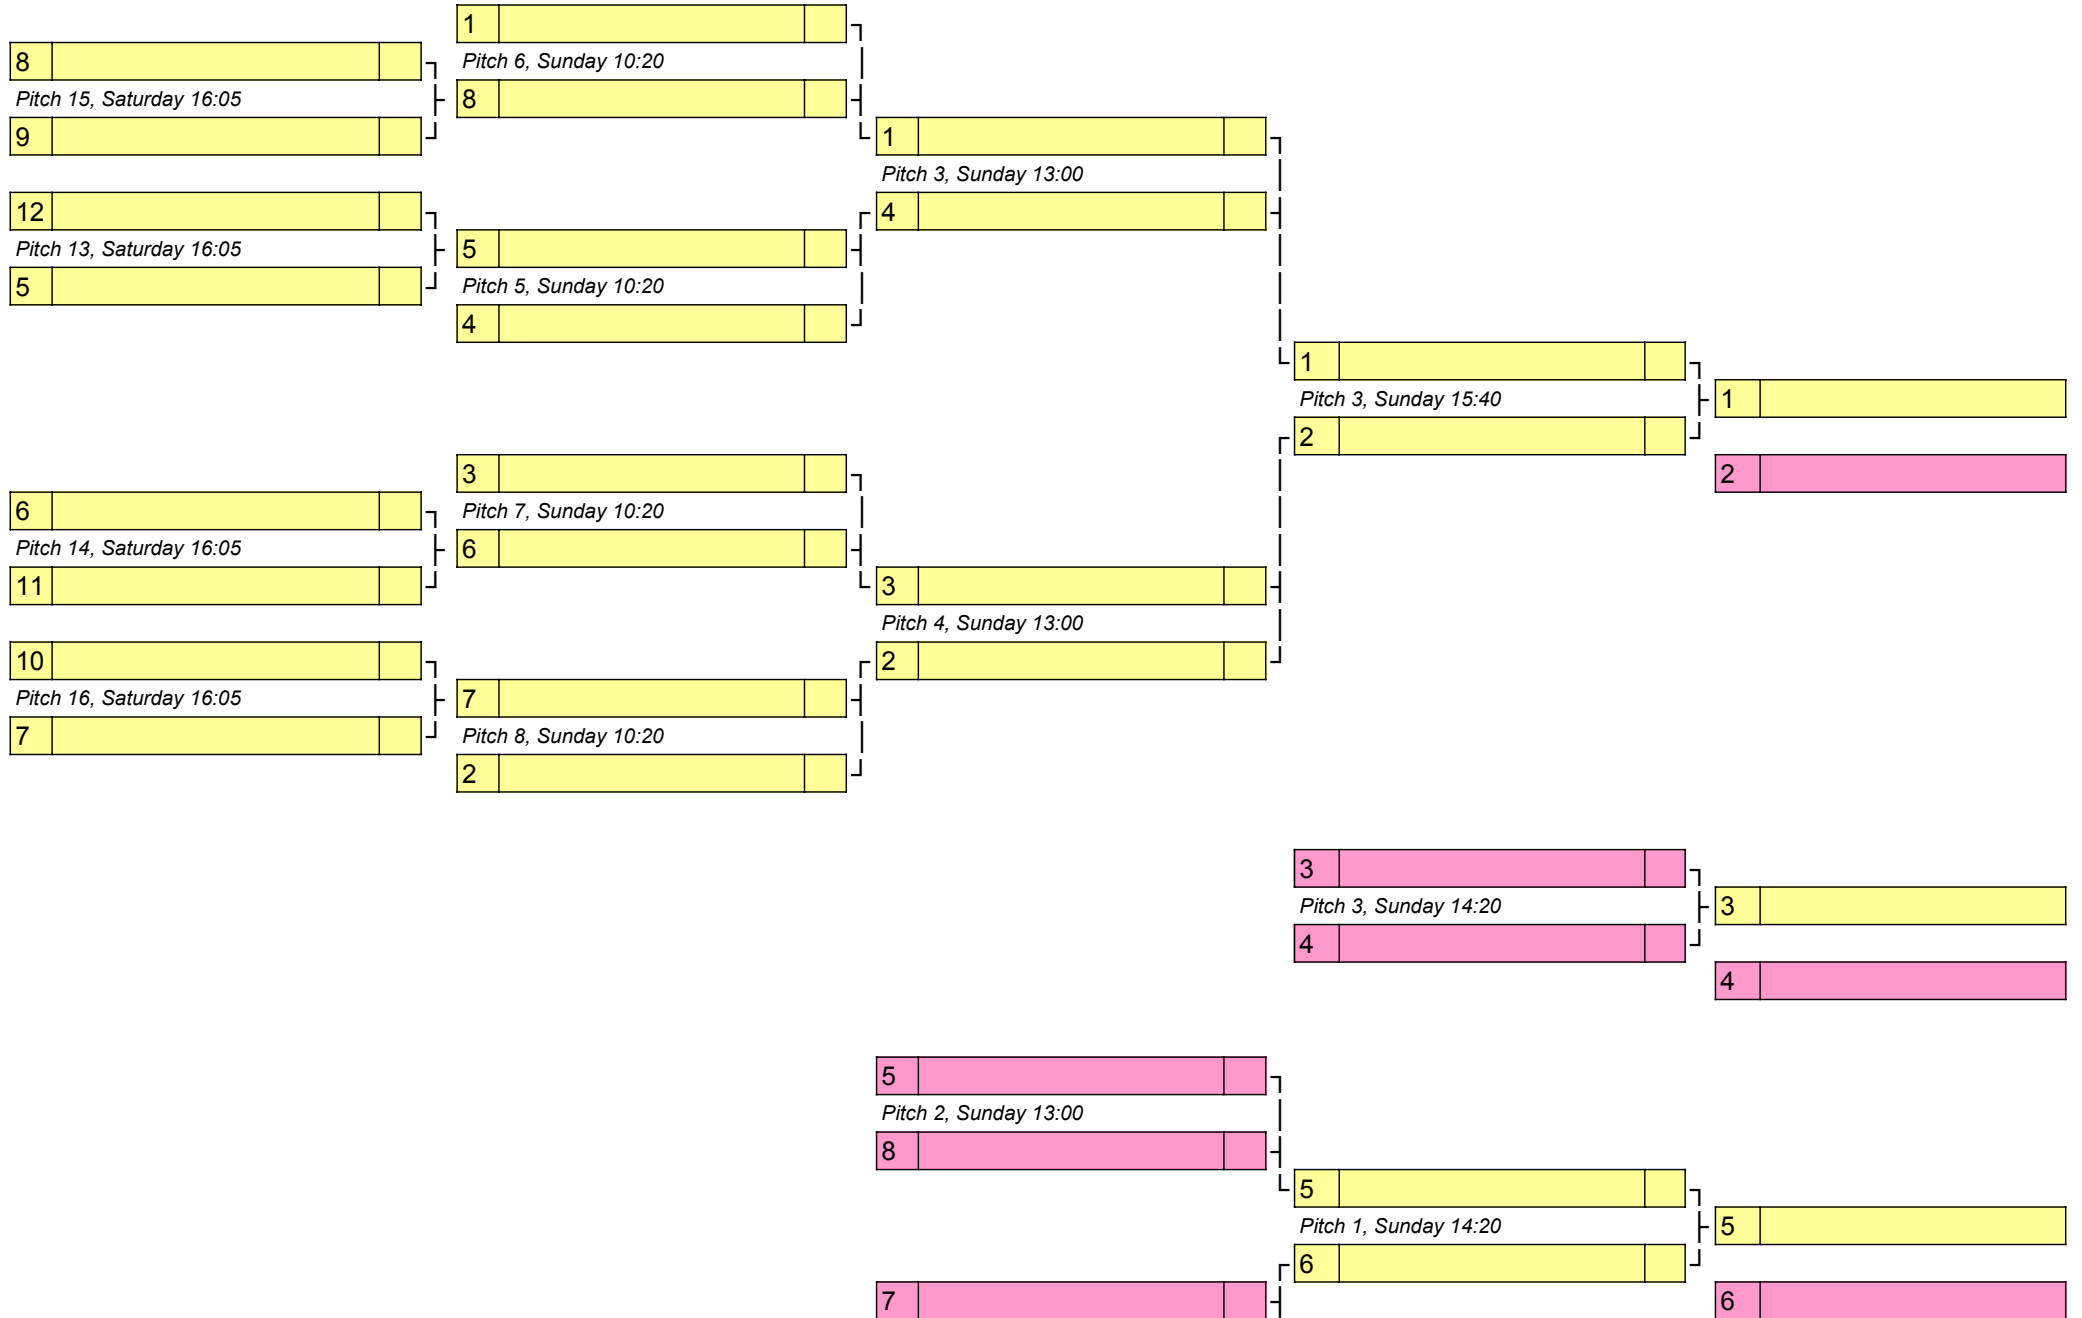 1
8
Pitch 6, Sunday 10:20
Pitch 15, Saturday 16:05
8
9
1
Pitch 3, Sunday 13:00
12
4
Pitch 13, Saturday 16:05
5
5
Pitch 5, Sunday 10:20
4
1
Pitch 3, Sunday 15:40
1
2
3
2
6
Pitch 7, Sunday 10:20
Pitch 14, Saturday 16:05
6
11
3
Pitch 4, Sunday 13:00
10
2
Pitch 16, Saturday 16:05
7
7
Pitch 8, Sunday 10:20
2
3
Pitch 3, Sunday 14:20
3
4
4
5
Pitch 2, Sunday 13:00
8
5
Pitch 1, Sunday 14:20
5
6
7
6